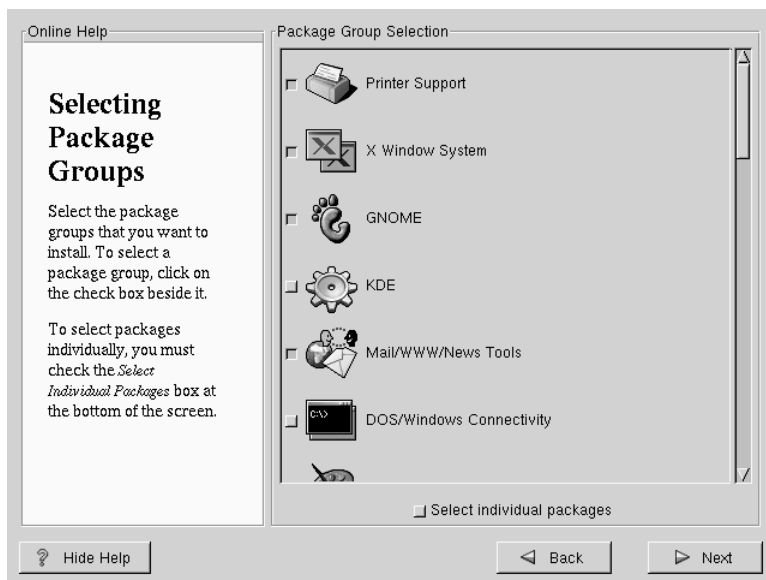 Online Help
Selecting
Package
Groups
Select the package
groups that you want to
install. To select a
package group, click on
the check box beside it.
To select packages
individually, you must
check the Select
Individual Packages box at
the bottom of the screen.
Package Group Selection
Printer Support
X Window System
GNOME
KDE
Mail/WWW/News Tools
C:\>
DOS/Windows Connectivity
Select individual packages
? Hide Help
Back
Next